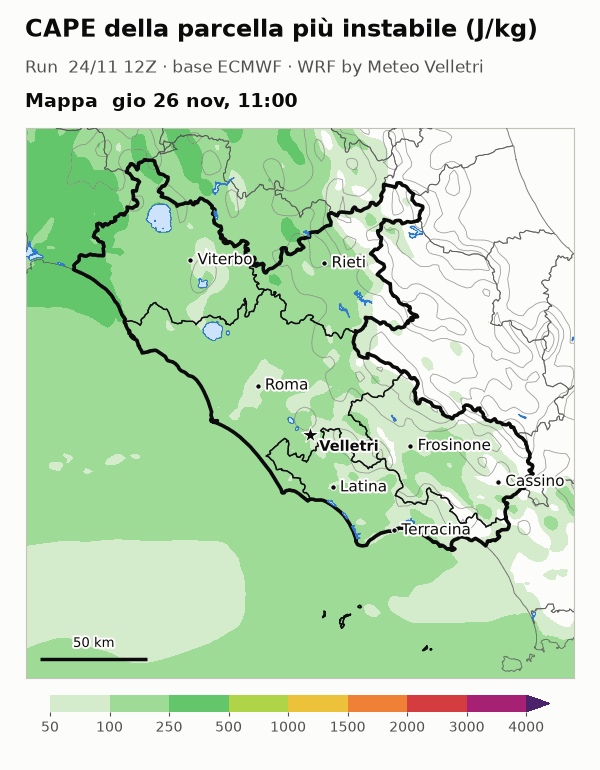 CAPE della parcella più instabile (J/kg)
Run 24/11 12Z · base ECMWF · WRF by Meteo Velletri
Mappa gio 26 nov, 11:00
Viterbo
Rieti
Roma
Velletri
Frosinone
Cassino
Latina
Terracina
50 km
50 100 250 500 1000 1500 2000 3000 4000